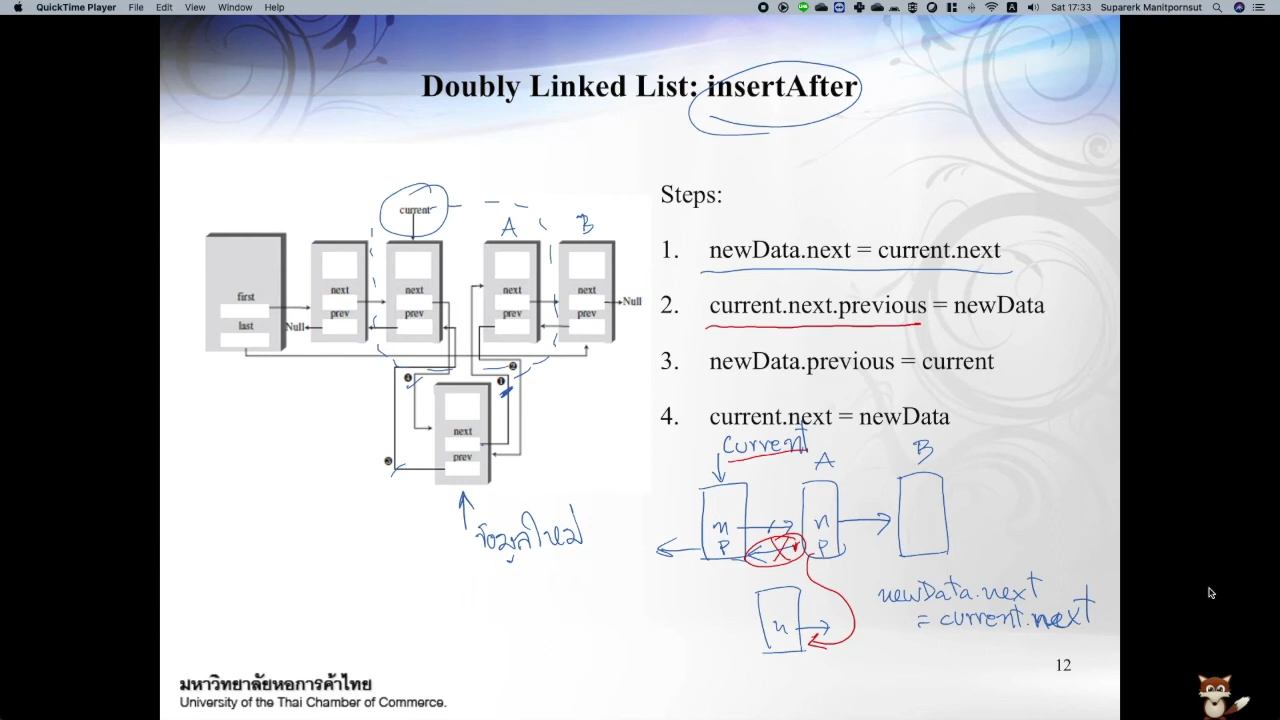 QuickTime Player File Edit View Window Help Sat 17:33 Suparerk Manitpornsut
Doubly Linked List: insertAfter
Steps:
1. newData.next = current.next
2. current.next.previous = newData
3. newData.previous = current
4. current.next = newData
current
A
B
first
last
next
prev
next
prev
next
prev
next
prev
Null
Null
❶
❷
❸
❹
next
prev
ข้อมูลใหม่
current
A
B
n
P
n
P
n
newData.next
= current.next
12
มหาวิทยาลัยหอการค้าไทย
University of the Thai Chamber of Commerce.